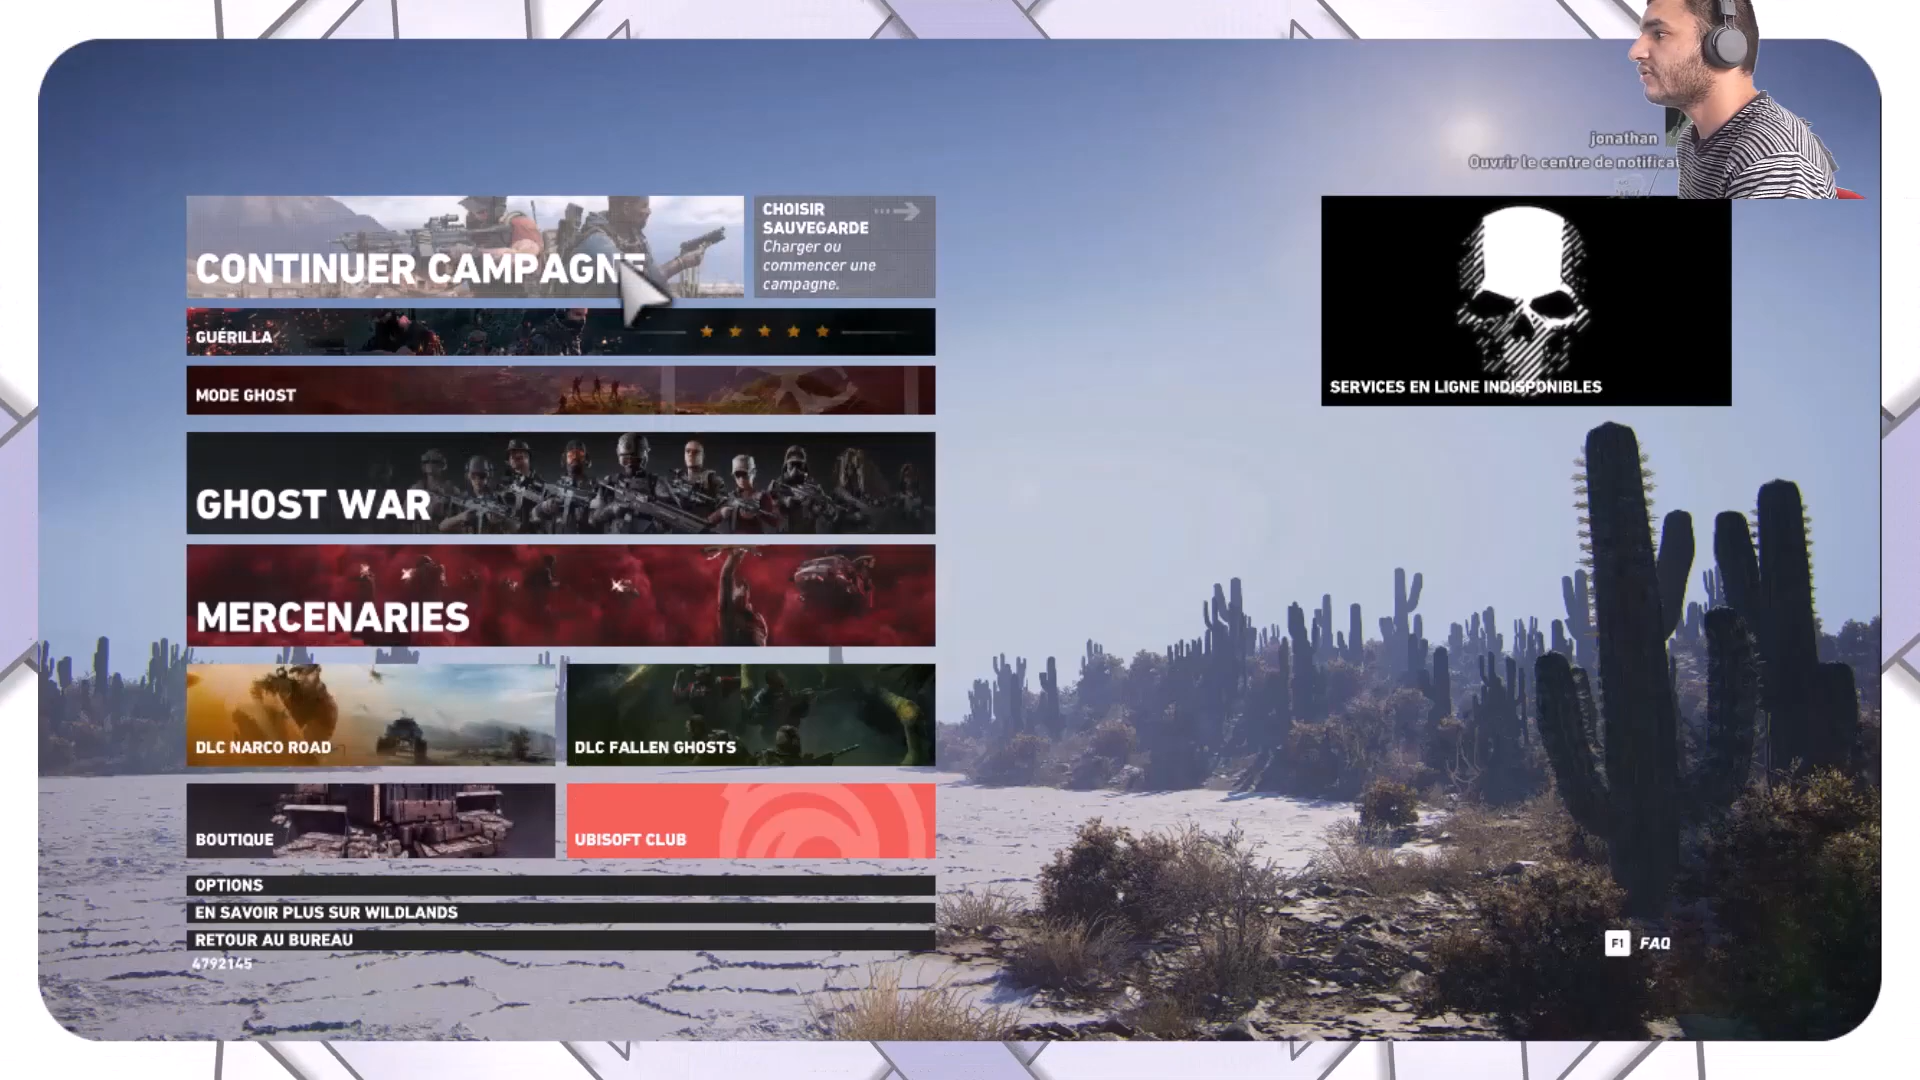 jonathan
Ouvrir le centre de notificat
CONTINUER CAMPAGNE
CHOISIR
SAUVEGARDE
Charger ou
commencer une
campagne.
GUÉRILLA
MODE GHOST
SERVICES EN LIGNE INDISPONIBLES
GHOST WAR
MERCENARIES
DLC NARCO ROAD
DLC FALLEN GHOSTS
BOUTIQUE
UBISOFT CLUB
OPTIONS
EN SAVOIR PLUS SUR WILDLANDS
RETOUR AU BUREAU
4792145
F1 FAQ